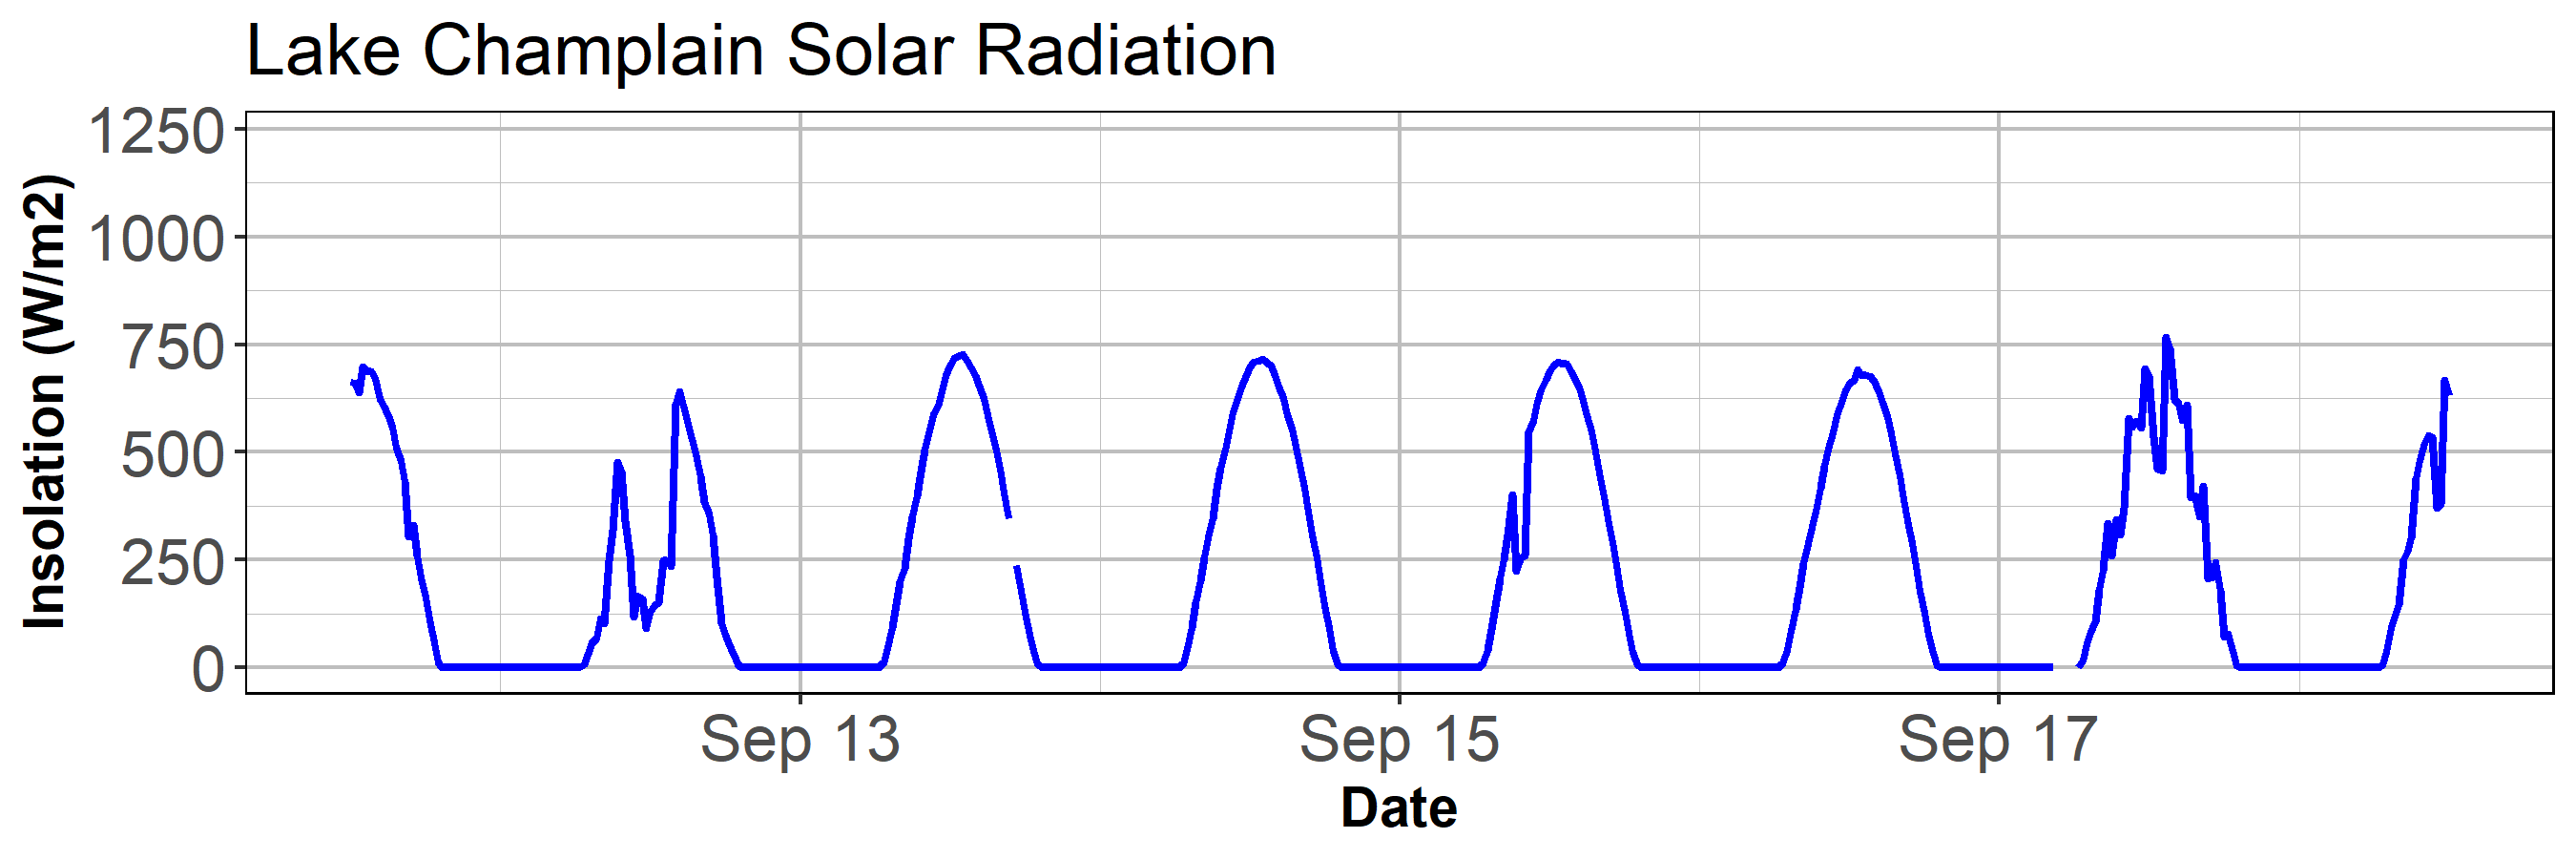 Lake Champlain Solar Radiation
Insolation (W/m2)
1250
1000
750
500
250
0
Sep 13
Sep 15
Sep 17
Date